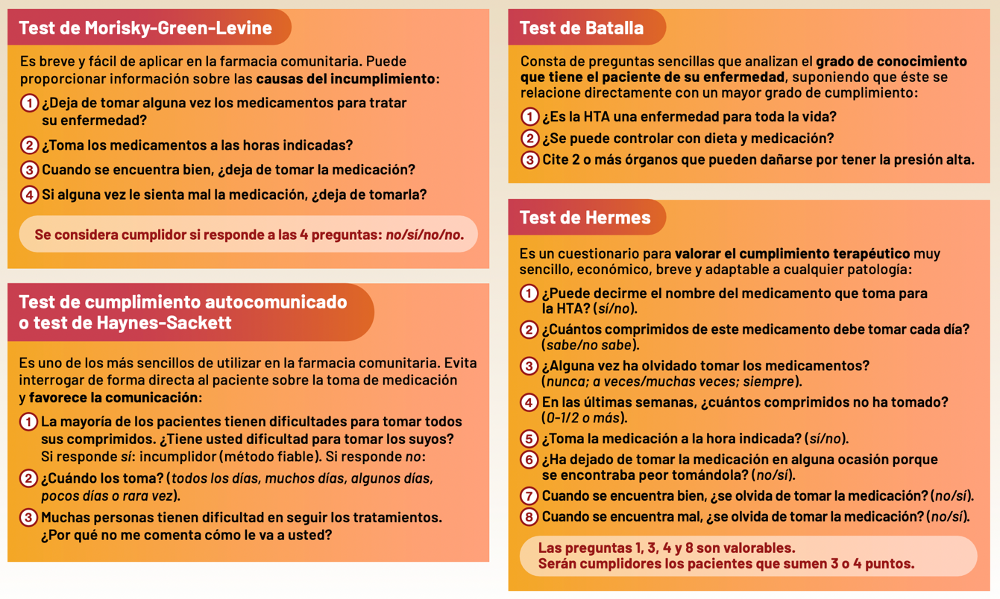 Test de Morisky-Green-Levine
Es breve y fácil de aplicar en la farmacia comunitaria. Puede
proporcionar información sobre las causas del incumplimiento:
1 ¿Deja de tomar alguna vez los medicamentos para tratar
su enfermedad?
2 ¿Toma los medicamentos a las horas indicadas?
3 Cuando se encuentra bien, ¿deja de tomar la medicación?
4 Si alguna vez le sienta mal la medicación, ¿deja de tomarla?
Se considera cumplidor si responde a las 4 preguntas: no/sí/no/no.
Test de cumplimiento autocomunicado
o test de Haynes-Sackett
Es uno de los más sencillos de utilizar en la farmacia comunitaria. Evita
interrogar de forma directa al paciente sobre la toma de medicación
y favorece la comunicación:
1 La mayoría de los pacientes tienen dificultades para tomar todos
sus comprimidos. ¿Tiene usted dificultad para tomar los suyos?
Si responde sí: incumplidor (método fiable). Si responde no:
2 ¿Cuándo los toma? (todos los días, muchos días, algunos días,
pocos días o rara vez).
3 Muchas personas tienen dificultad en seguir los tratamientos.
¿Por qué no me comenta cómo le va a usted?
Test de Batalla
Consta de preguntas sencillas que analizan el grado de conocimiento
que tiene el paciente de su enfermedad, suponiendo que éste se
relacione directamente con un mayor grado de cumplimiento:
1 ¿Es la HTA una enfermedad para toda la vida?
2 ¿Se puede controlar con dieta y medicación?
3 Cite 2 o más órganos que pueden dañarse por tener la presión alta.
Test de Hermes
Es un cuestionario para valorar el cumplimiento terapéutico muy
sencillo, económico, breve y adaptable a cualquier patología:
1 ¿Puede decirme el nombre del medicamento que toma para
la HTA? (sí/no).
2 ¿Cuántos comprimidos de este medicamento debe tomar cada día?
(sabe/no sabe).
3 ¿Alguna vez ha olvidado tomar los medicamentos?
(nunca; a veces/muchas veces; siempre).
4 En las últimas semanas, ¿cuántos comprimidos no ha tomado?
(0-1/2 o más).
5 ¿Toma la medicación a la hora indicada? (sí/no).
6 ¿Ha dejado de tomar la medicación en alguna ocasión porque
se encontraba peor tomándola? (no/sí).
7 Cuando se encuentra bien, ¿se olvida de tomar la medicación? (no/sí).
8 Cuando se encuentra mal, ¿se olvida de tomar la medicación? (no/sí).
Las preguntas 1, 3, 4 y 8 son valorables.
Serán cumplidores los pacientes que sumen 3 o 4 puntos.